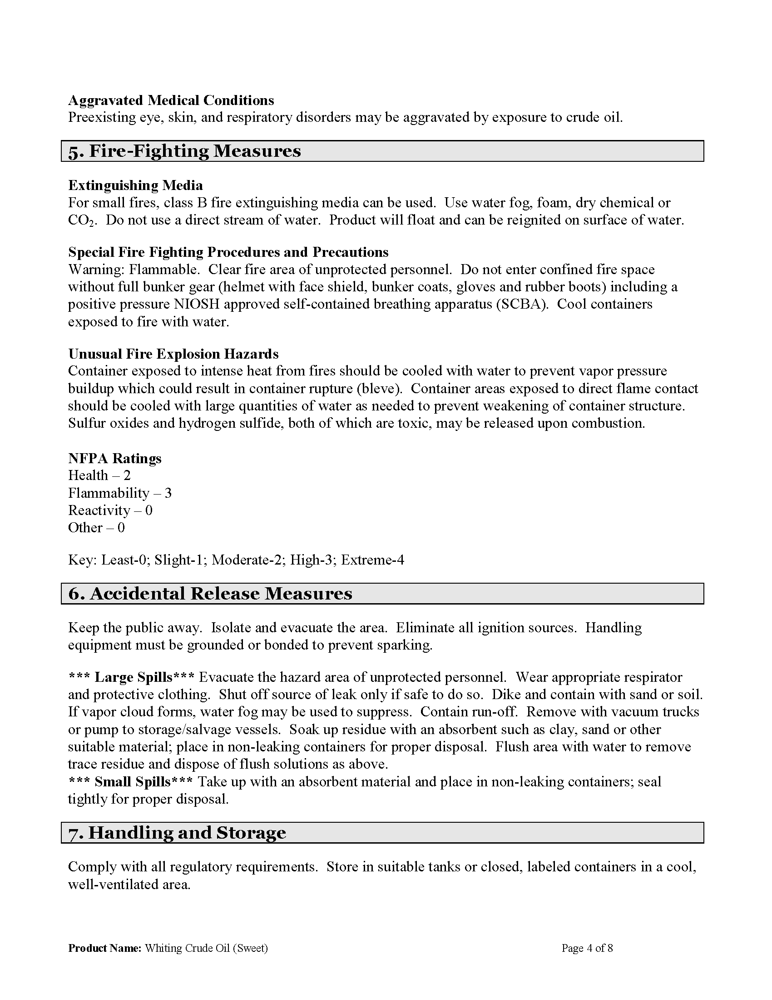 Aggravated Medical Conditions
Preexisting eye, skin, and respiratory disorders may be aggravated by exposure to crude oil.
5. Fire-Fighting Measures
Extinguishing Media
For small fires, class B fire extinguishing media can be used.  Use water fog, foam, dry chemical or
CO₂.  Do not use a direct stream of water.  Product will float and can be reignited on surface of water.
Special Fire Fighting Procedures and Precautions
Warning: Flammable.  Clear fire area of unprotected personnel.  Do not enter confined fire space
without full bunker gear (helmet with face shield, bunker coats, gloves and rubber boots) including a
positive pressure NIOSH approved self-contained breathing apparatus (SCBA).  Cool containers
exposed to fire with water.
Unusual Fire Explosion Hazards
Container exposed to intense heat from fires should be cooled with water to prevent vapor pressure
buildup which could result in container rupture (bleve).  Container areas exposed to direct flame contact
should be cooled with large quantities of water as needed to prevent weakening of container structure.
Sulfur oxides and hydrogen sulfide, both of which are toxic, may be released upon combustion.
NFPA Ratings
Health – 2
Flammability – 3
Reactivity – 0
Other – 0
Key: Least-0; Slight-1; Moderate-2; High-3; Extreme-4
6. Accidental Release Measures
Keep the public away.  Isolate and evacuate the area.  Eliminate all ignition sources.  Handling
equipment must be grounded or bonded to prevent sparking.
*** Large Spills*** Evacuate the hazard area of unprotected personnel.  Wear appropriate respirator
and protective clothing.  Shut off source of leak only if safe to do so.  Dike and contain with sand or soil.
If vapor cloud forms, water fog may be used to suppress.  Contain run-off.  Remove with vacuum trucks
or pump to storage/salvage vessels.  Soak up residue with an absorbent such as clay, sand or other
suitable material; place in non-leaking containers for proper disposal.  Flush area with water to remove
trace residue and dispose of flush solutions as above.
*** Small Spills*** Take up with an absorbent material and place in non-leaking containers; seal
tightly for proper disposal.
7. Handling and Storage
Comply with all regulatory requirements.  Store in suitable tanks or closed, labeled containers in a cool,
well-ventilated area.
Product Name: Whiting Crude Oil (Sweet) Page 4 of 8